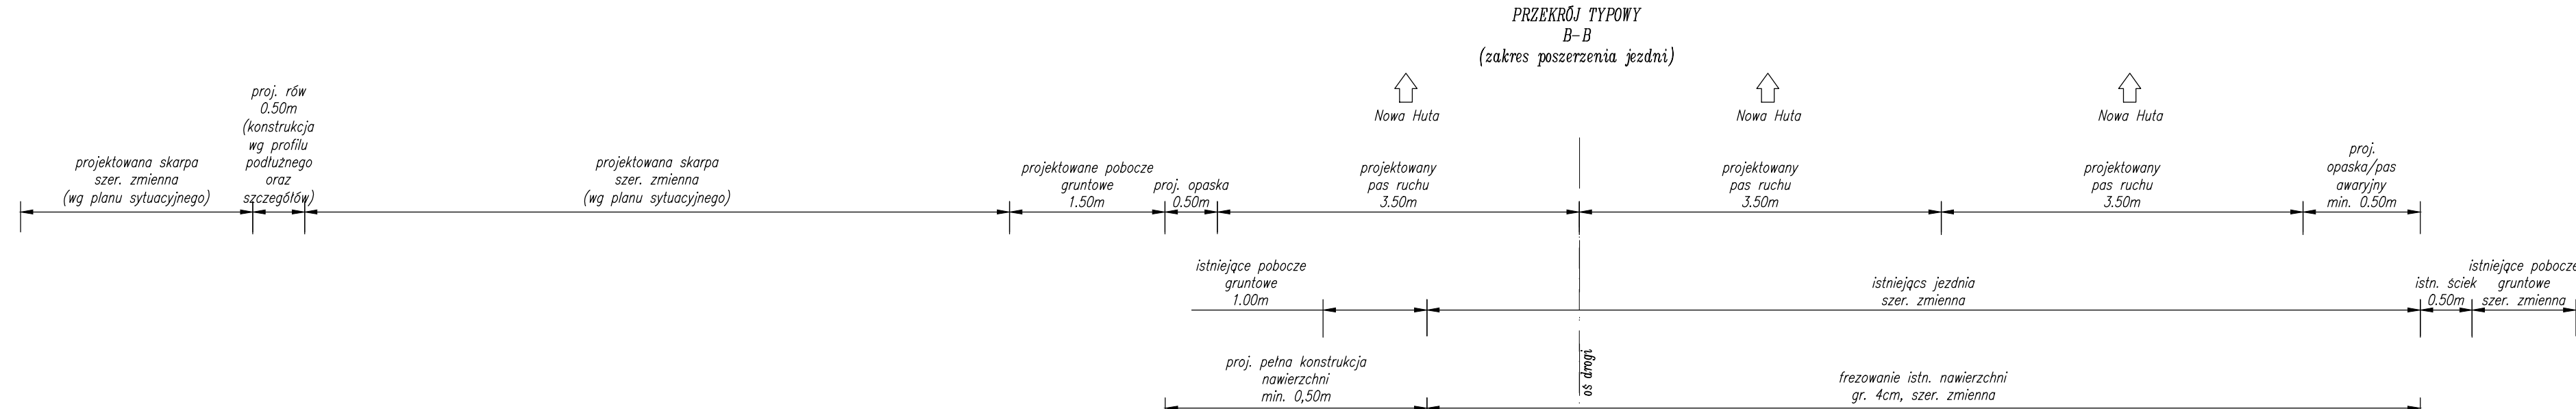 PRZEKRÓJ TYPOWY
B-B
(zakres poszerzenia jezdni)
Nowa Huta
Nowa Huta
Nowa Huta
projektowana skarpa
szer. zmienna
(wg planu sytuacyjnego)
proj. rów
0.50m
(konstrukcja
wg profilu
podłużnego
oraz
szczegółów)
projektowana skarpa
szer. zmienna
(wg planu sytuacyjnego)
projektowane pobocze
gruntowe
1.50m
proj. opaska
0.50m
projektowany
pas ruchu
3.50m
projektowany
pas ruchu
3.50m
projektowany
pas ruchu
3.50m
proj.
opaska/pas
awaryjny
min. 0.50m
istniejące pobocze
gruntowe
1.00m
istniejącs jezdnia
szer. zmienna
istn. ściek
0.50m
istniejące pobocze
gruntowe
szer. zmienna
proj. pełna konstrukcja
nawierzchni
min. 0,50m
oś drogi
frezowanie istn. nawierzchni
gr. 4cm, szer. zmienna